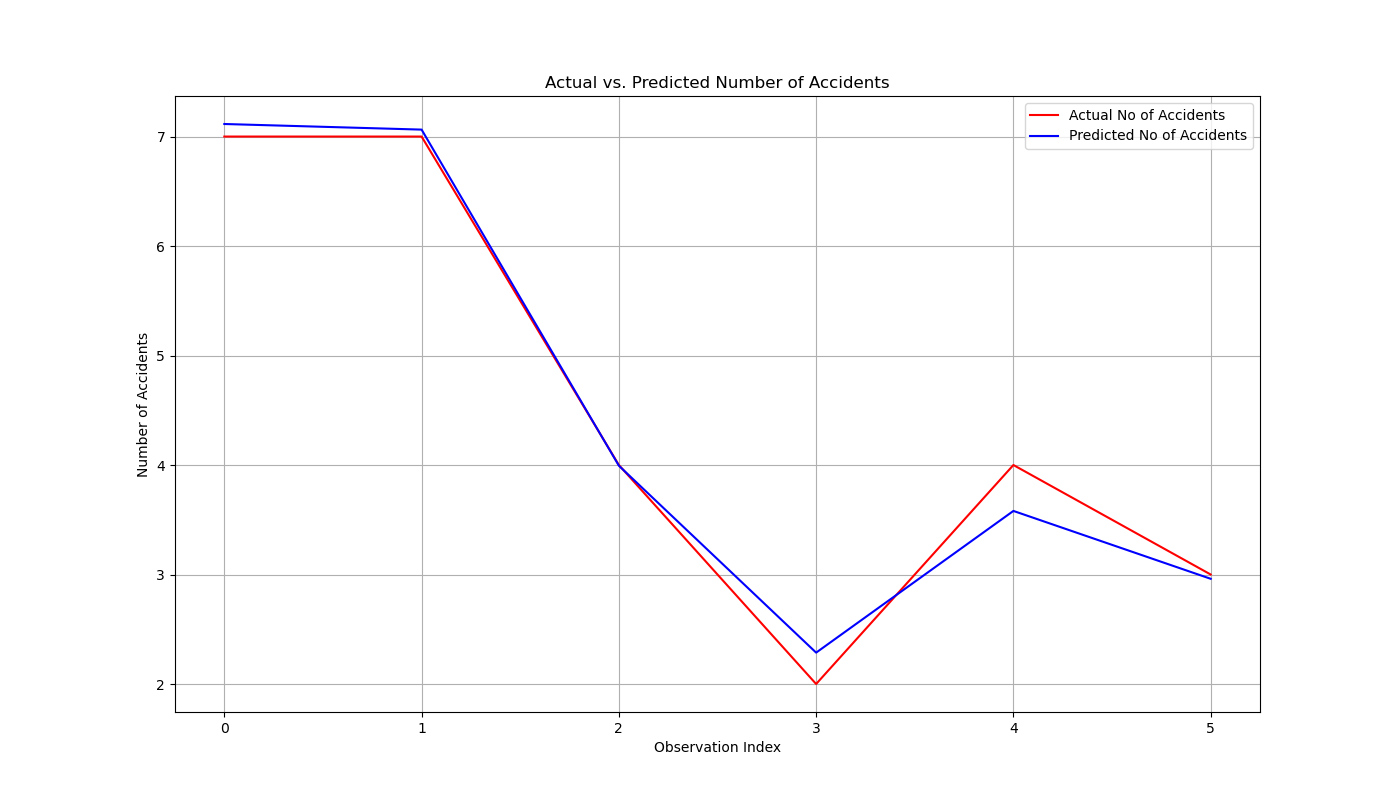 Actual vs. Predicted Number of Accidents
Actual No of Accidents
Predicted No of Accidents
7
6
5
4
3
2
Number of Accidents
0 1 2 3 4 5
Observation Index